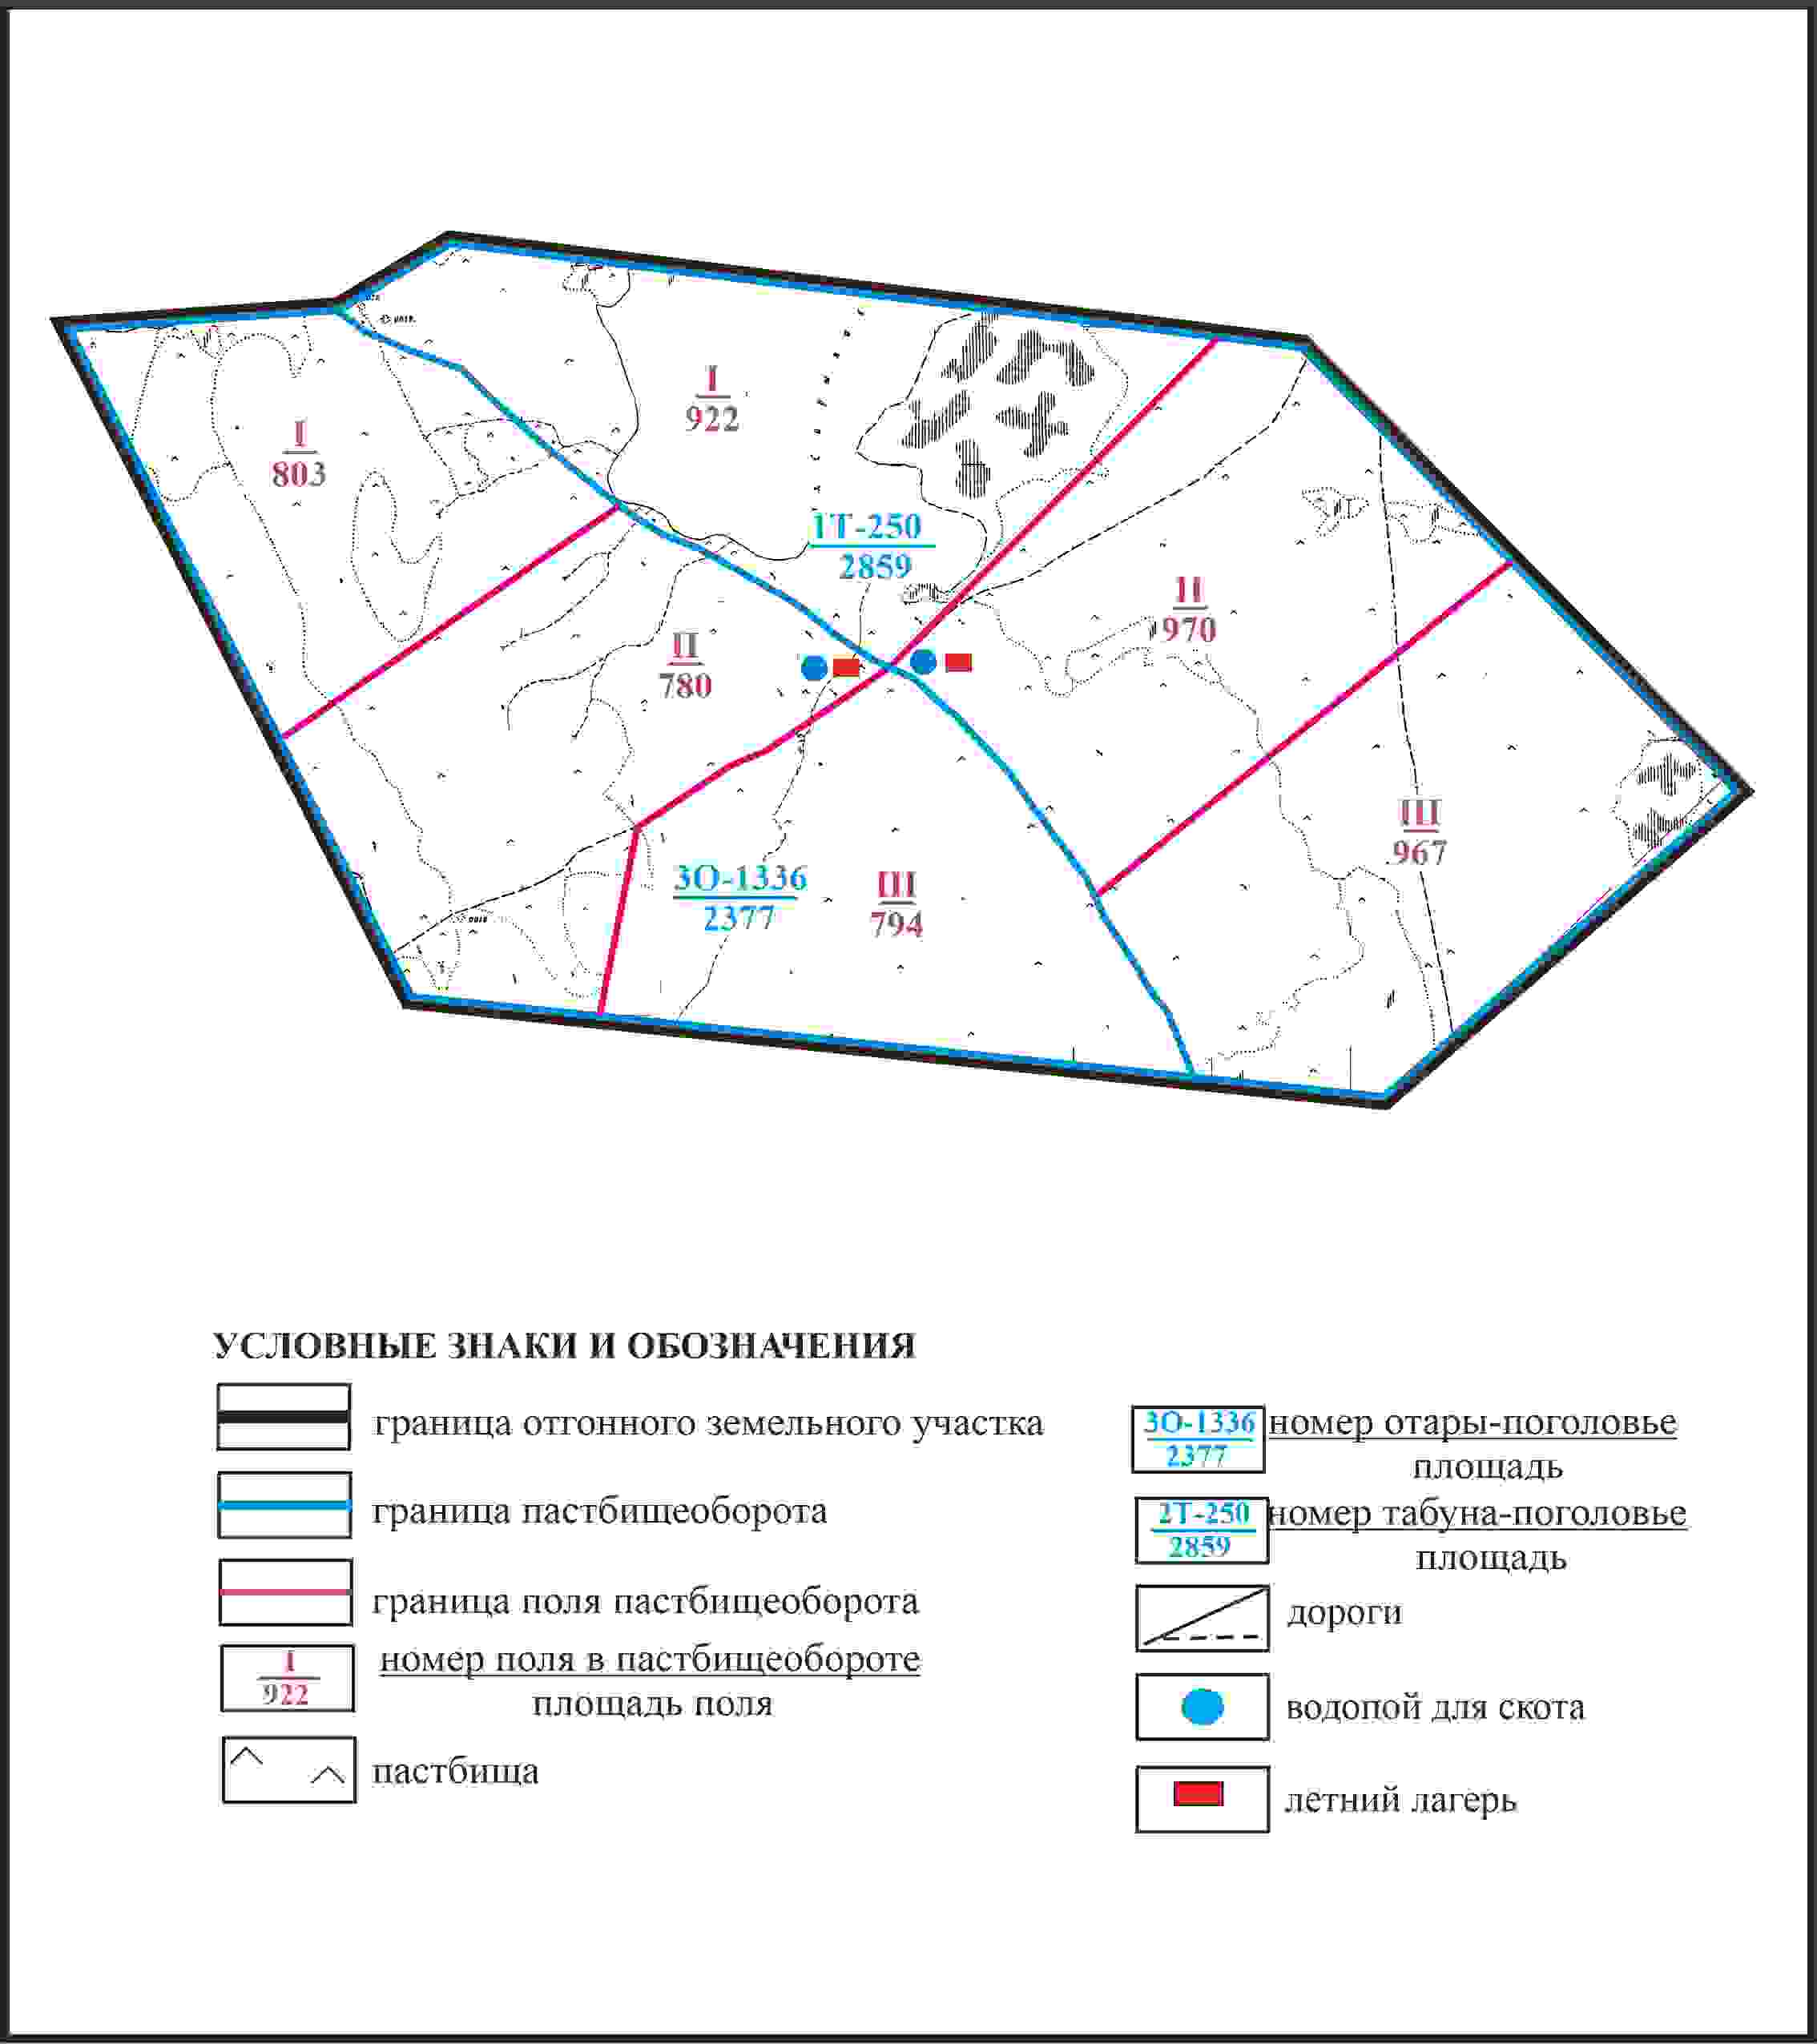 I
922
I
803
1Т-250
2859
II
970
II
780
III
967
3О-1336
2377
III
794
УСЛОВНЫЕ ЗНАКИ И ОБОЗНАЧЕНИЯ
граница отгонного земельного участка
граница пастбищеоборота
граница поля пастбищеоборота
I
922
номер поля в пастбищеобороте
площадь поля
пастбища
3О-1336
2377
номер отары-поголовье
площадь
2Т-250
2859
номер табуна-поголовье
площадь
дороги
водопой для скота
летний лагерь